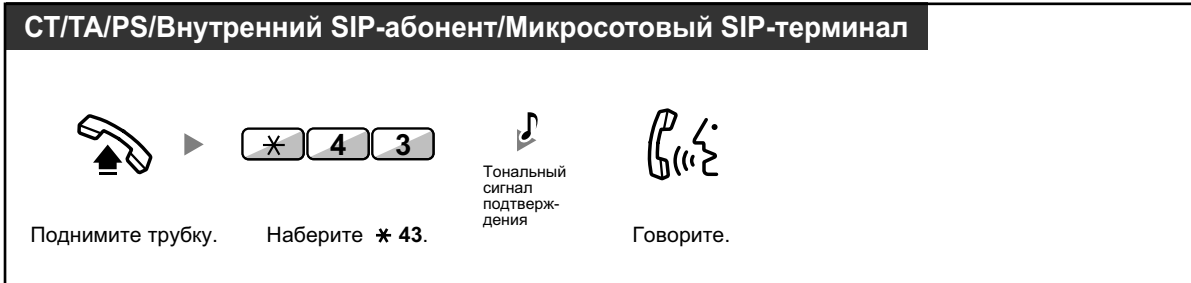 СТ/ТА/PS/Внутренний SIP-абонент/Микросотовый SIP-терминал
* 4 3
Тональный
сигнал
подтверж-
дения
Поднимите трубку.
Наберите * 43.
Говорите.